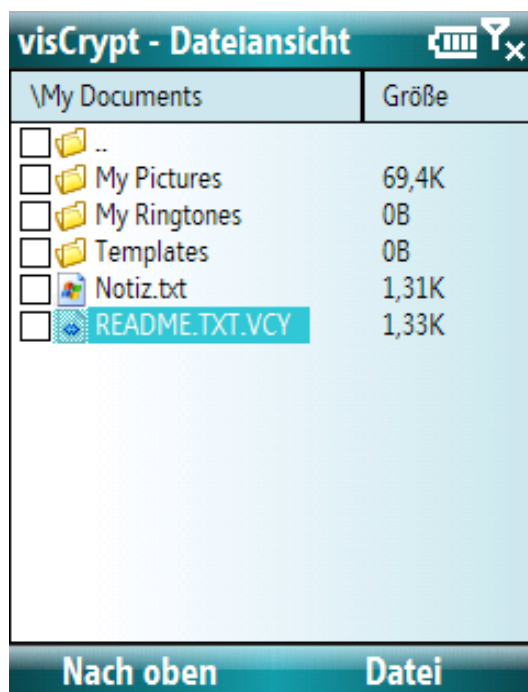 visCrypt - Dateiansicht
\My Documents Größe
..
My Pictures 69,4K
My Ringtones 0B
Templates 0B
Notiz.txt 1,31K
README.TXT.VCY 1,33K
Nach oben Datei